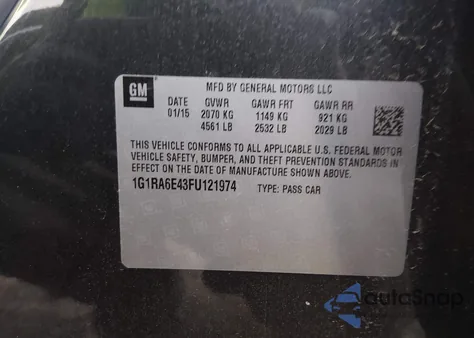 GM
MFD BY GENERAL MOTORS LLC
DATE GVWR GAWR FRT GAWR RR
01/15 2070 KG 1149 KG 921 KG
4561 LB 2532 LB 2029 LB
THIS VEHICLE CONFORMS TO ALL APPLICABLE U.S. FEDERAL MOTOR
VEHICLE SAFETY, BUMPER, AND THEFT PREVENTION STANDARDS IN
EFFECT ON THE DATE OF MANUFACTURE SHOWN ABOVE.
1G1RA6E43FU121974 TYPE: PASS CAR
autoSnap